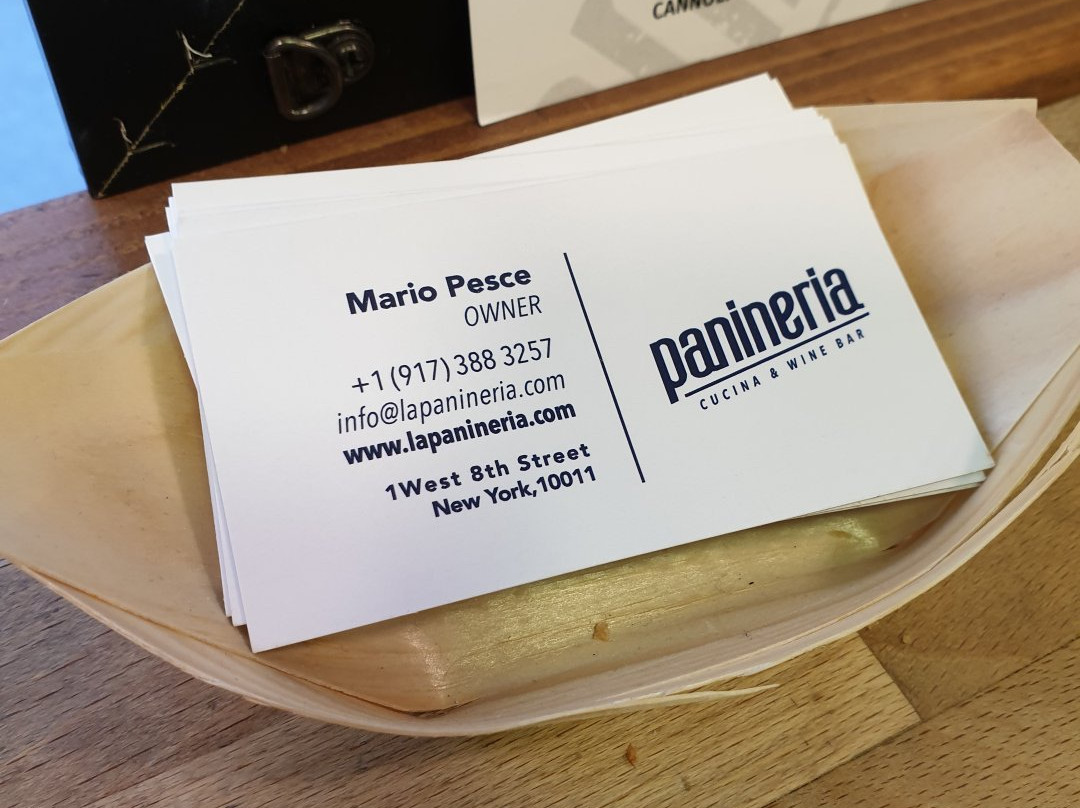 Mario Pesce
OWNER
+1 (917) 388 3257
info@lapanineria.com
www.lapanineria.com
1West 8th Street
New York,10011
panineria
CUCINA & WINE BAR